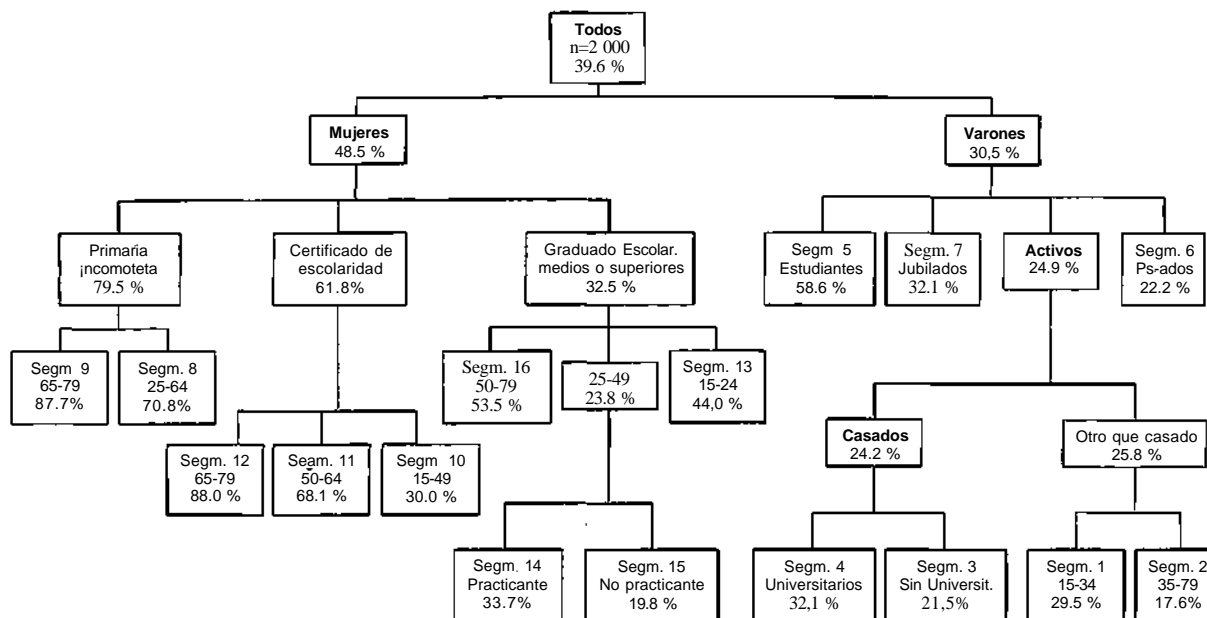 Todos
n=2 000
39.6 %
Mujeres
48.5 %
Varones
30,5 %
Primaria
¡ncomoteta
79.5 %
Certificado de
escolaridad
61.8%
Graduado Escolar.
medios o superiores
32.5 %
Segm 5
Estudiantes
58.6 %
Segm. 7
Jubilados
32.1 %
Activos
24.9 %
Segm. 6
Ps-ados
22.2 %
Segm 9
65-79
87.7%
Segm. 8
25-64
70.8%
Segm. 16
50-79
53.5 %
25-49
23.8 %
Segm. 13
15-24
44,0 %
Segm. 12
65-79
88.0 %
Seam. 11
50-64
68.1 %
Segm 10
15-49
30.0 %
Casados
24.2 %
Otro que casado
25.8 %
Segm. 14
Practicante
33.7%
Segm. 15
No practicante
19.8 %
Segm. 4
Universitarios
32,1 %
Segm. 3
Sin Universit.
21,5%
Segm. 1
15-34
29.5 %
Segm. 2
35-79
17.6%